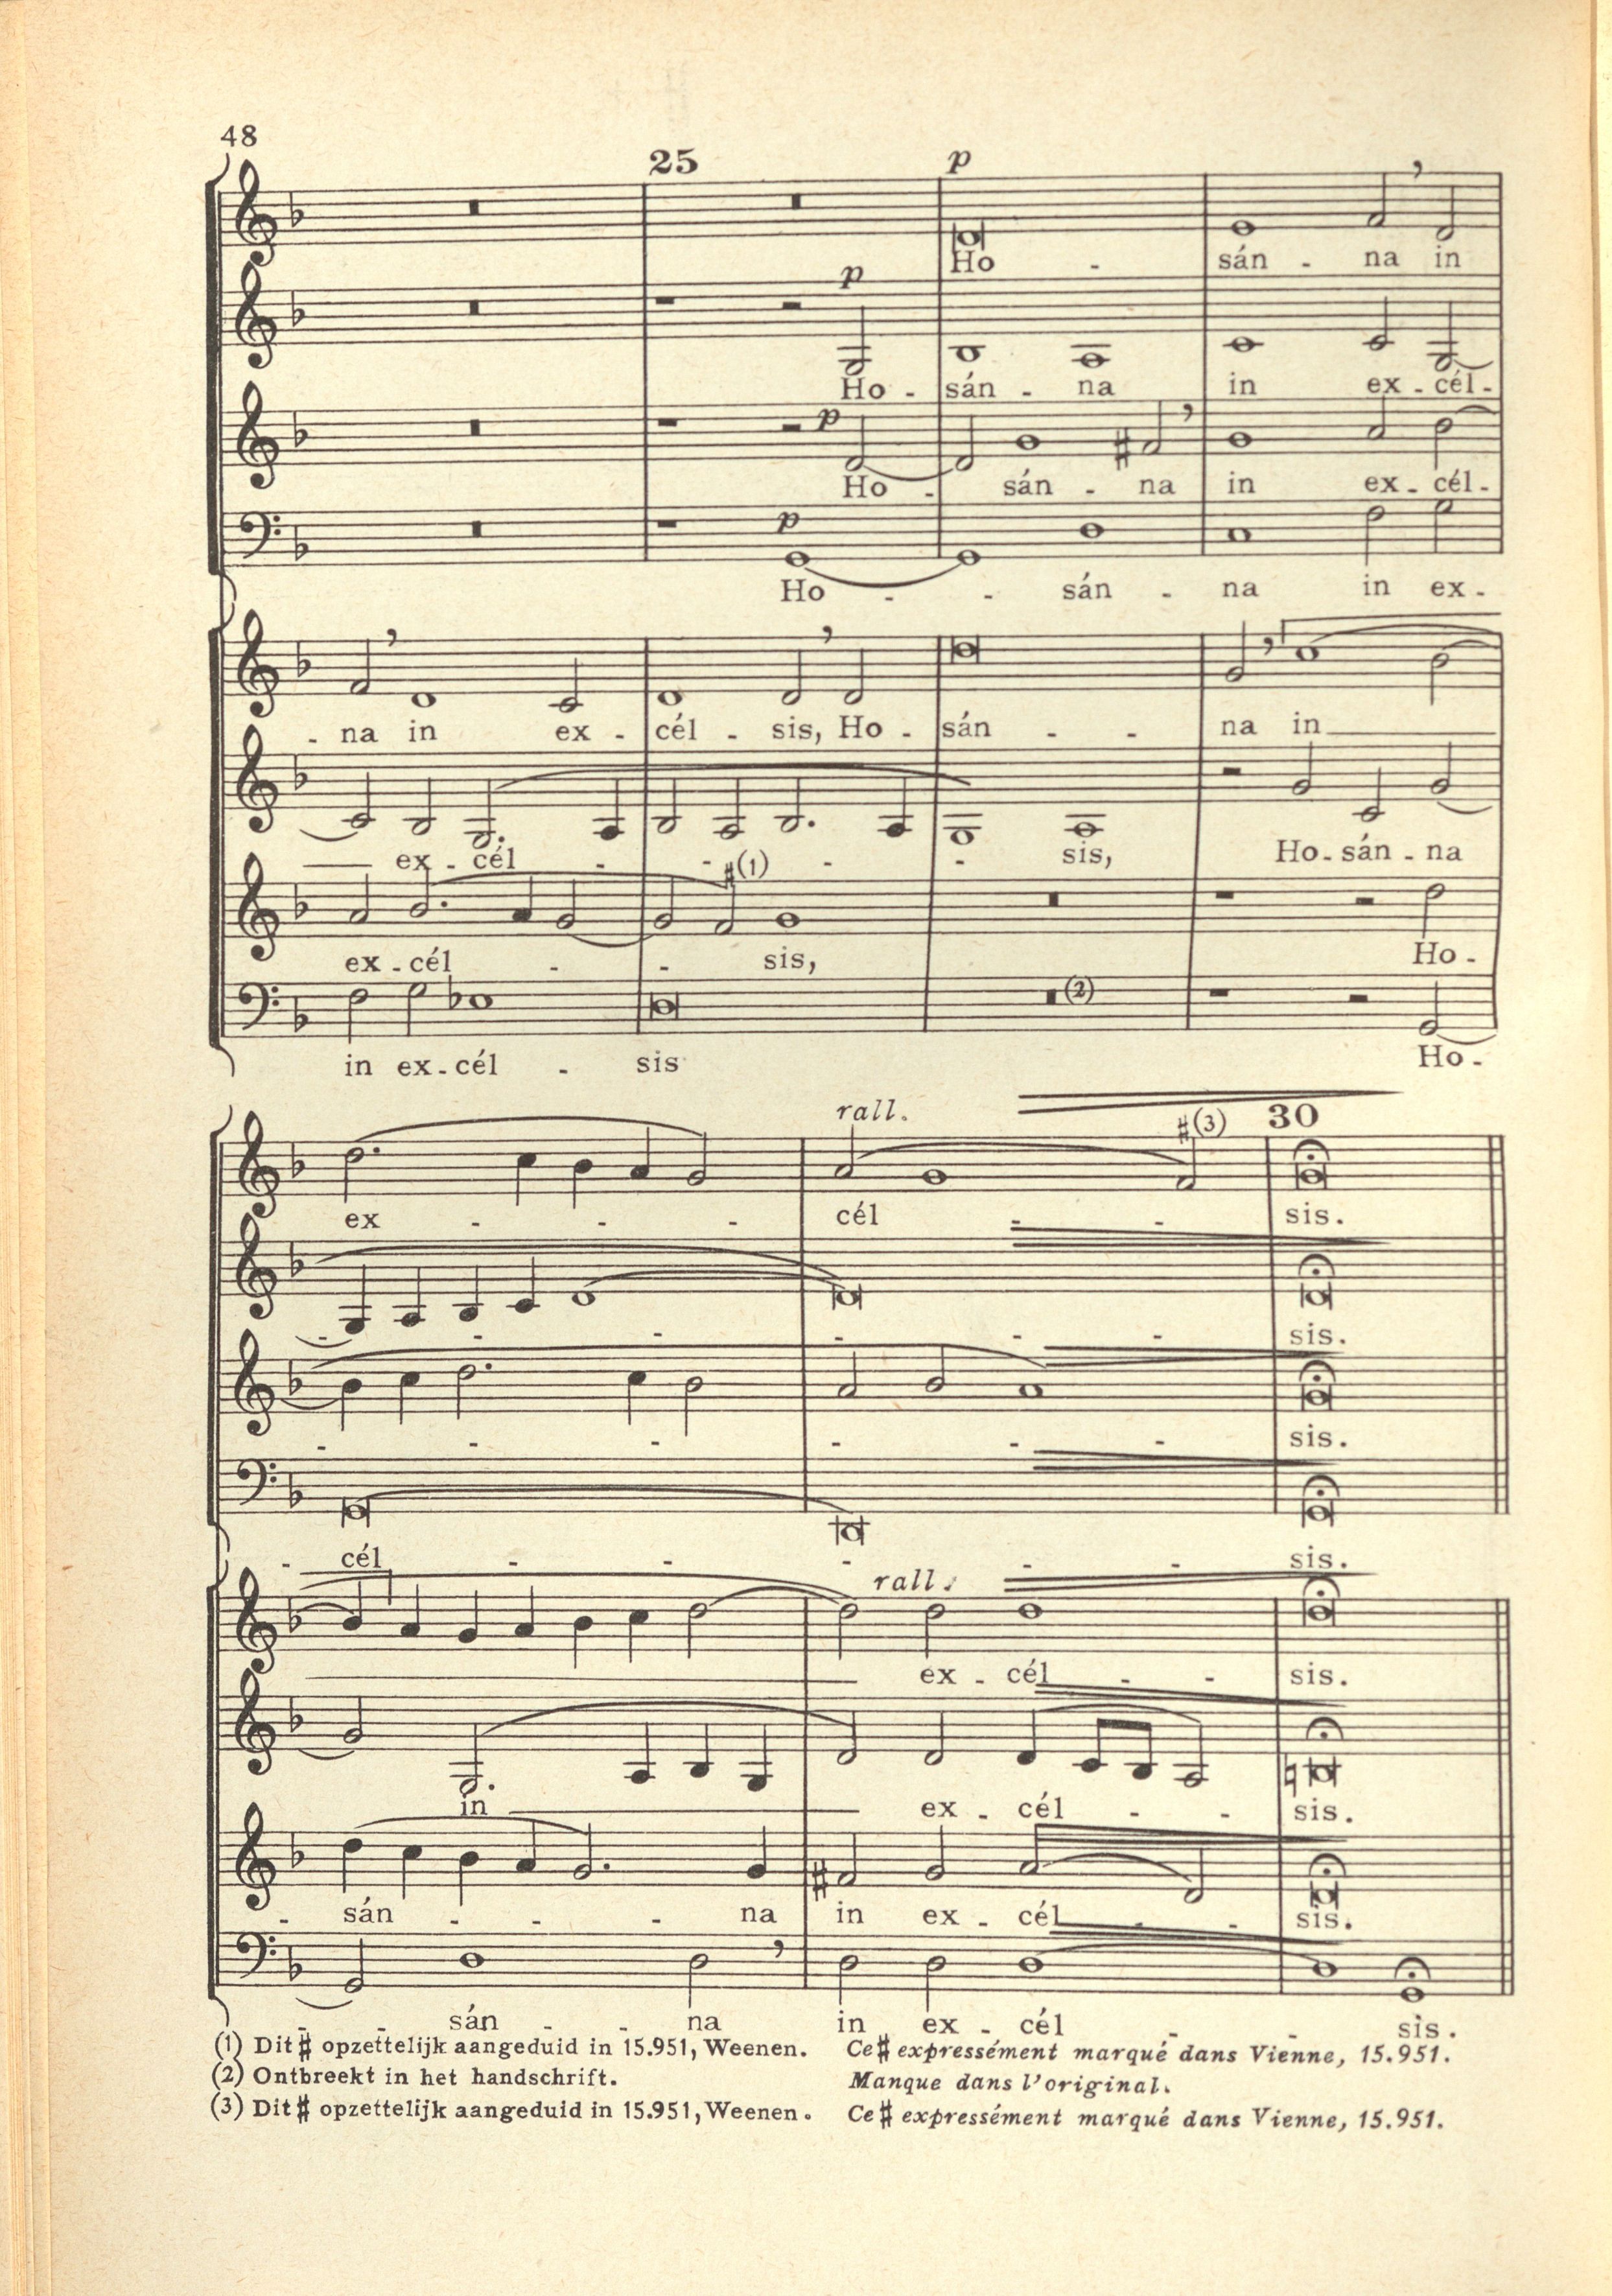 48
25 p
Ho - sán - na in
p
Ho - sán - na in ex - cél -
p
Ho - sán - na in ex - cél -
p
Ho - - sán - na in ex -
- na in ex - cél - sis, Ho - sán - - na in
ex - cél - - - - sis, Ho - sán - na
♯(1)
ex - cél - - sis, Ho -
(2)
in ex - cél - sis Ho -
rall. ♯(3) 30
ex - - - cél - - sis.
- - - - - - sis.
- - - - - - sis.
- cél - - - - - sis.
rall.
ex - cél - - sis.
in ex - cél - - sis.
- sán - - - na in ex - cél - - sis.
- - sán - - na in ex - cél - - sis.
(1) Dit ♯ opzettelijk aangeduid in 15.951, Weenen. Ce ♯ expressément marqué dans Vienne, 15.951.
(2) Ontbreekt in het handschrift. Manque dans l'original.
(3) Dit ♯ opzettelijk aangeduid in 15.951, Weenen. Ce ♯ expressément marqué dans Vienne, 15.951.